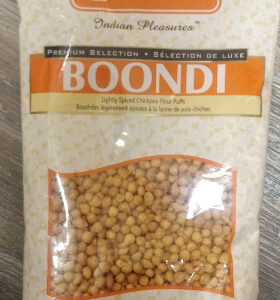 Indian Pleasures™
PREMIUM SELECTION • SÉLECTION DE LUXE
BOONDI
Lightly Spiced Chickpea Flour Puffs
Bouchées légèrement épicées à la farine de pois chiches